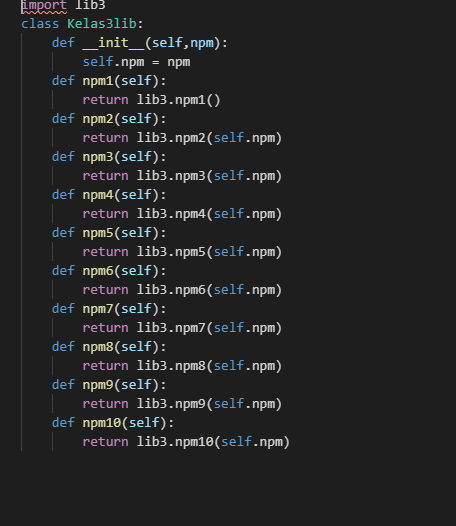 import lib3
class Kelas3lib:
    def __init__(self,npm):
        self.npm = npm
    def npm1(self):
        return lib3.npm1()
    def npm2(self):
        return lib3.npm2(self.npm)
    def npm3(self):
        return lib3.npm3(self.npm)
    def npm4(self):
        return lib3.npm4(self.npm)
    def npm5(self):
        return lib3.npm5(self.npm)
    def npm6(self):
        return lib3.npm6(self.npm)
    def npm7(self):
        return lib3.npm7(self.npm)
    def npm8(self):
        return lib3.npm8(self.npm)
    def npm9(self):
        return lib3.npm9(self.npm)
    def npm10(self):
        return lib3.npm10(self.npm)